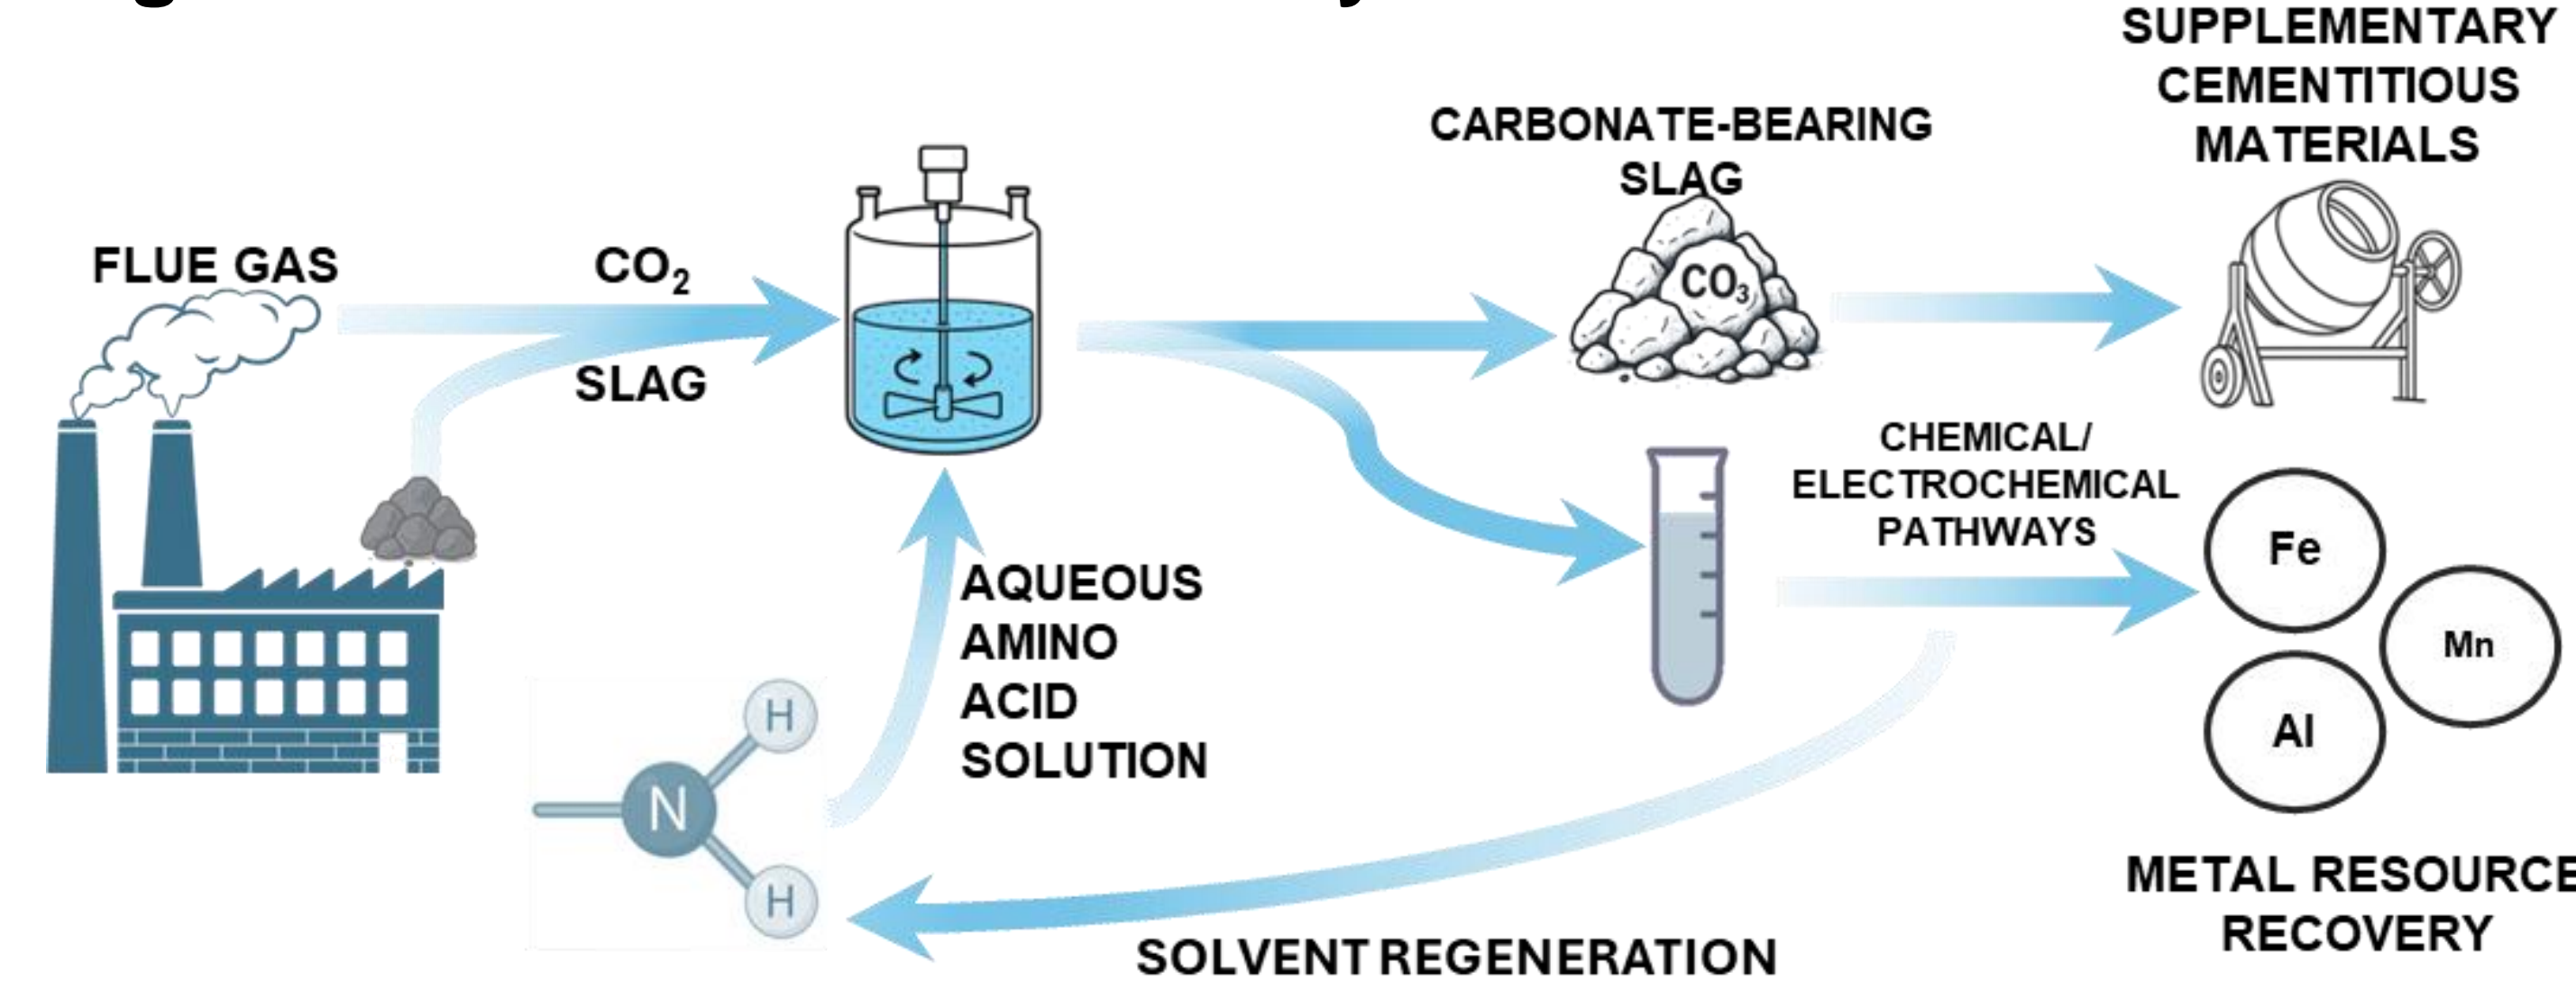 SUPPLEMENTARY
CEMENTITIOUS
MATERIALS
CARBONATE-BEARING
SLAG
FLUE GAS
CO₂
SLAG
CO₃
CHEMICAL/
ELECTROCHEMICAL
PATHWAYS
Fe
Mn
Al
AQUEOUS
AMINO
ACID
SOLUTION
H
N
H
METAL RESOURCE
RECOVERY
SOLVENT REGENERATION